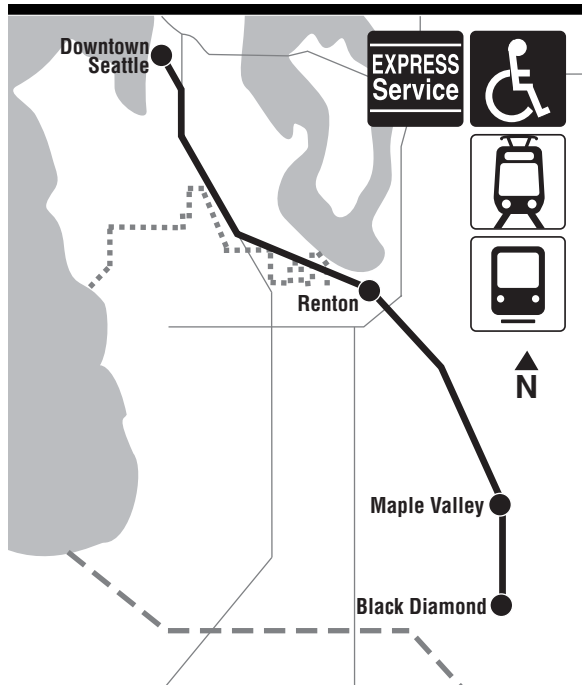 Downtown
Seattle
EXPRESS
Service
Renton
N
Maple Valley
Black Diamond